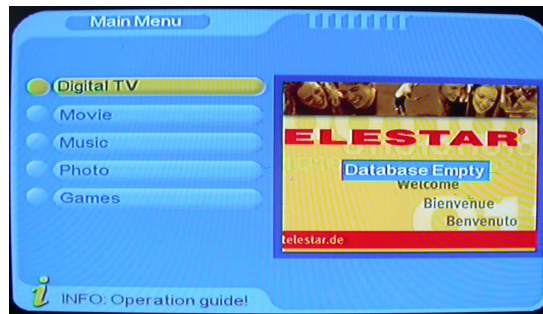 Main Menu
Digital TV
Movie
Music
Photo
Games
ELESTAR®
Database Empty
Welcome
Bienvenue
Benvenuto
telestar.de
INFO: Operation guide!